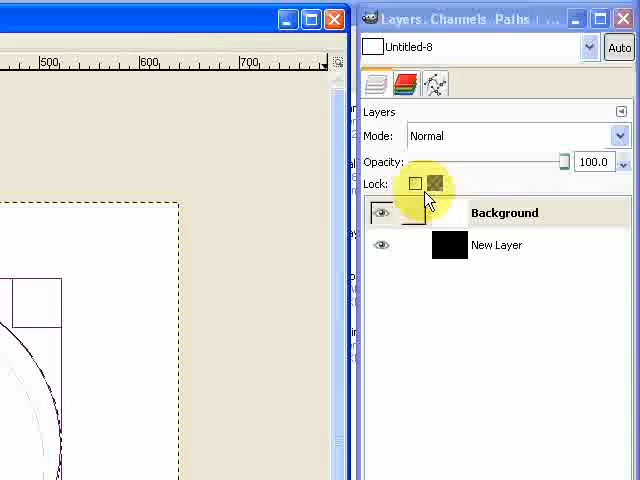 Layers, Channels, Paths
Untitled-8
Auto
500
600
700
Layers
Mode:
Normal
Opacity:
100.0
Lock:
Background
New Layer